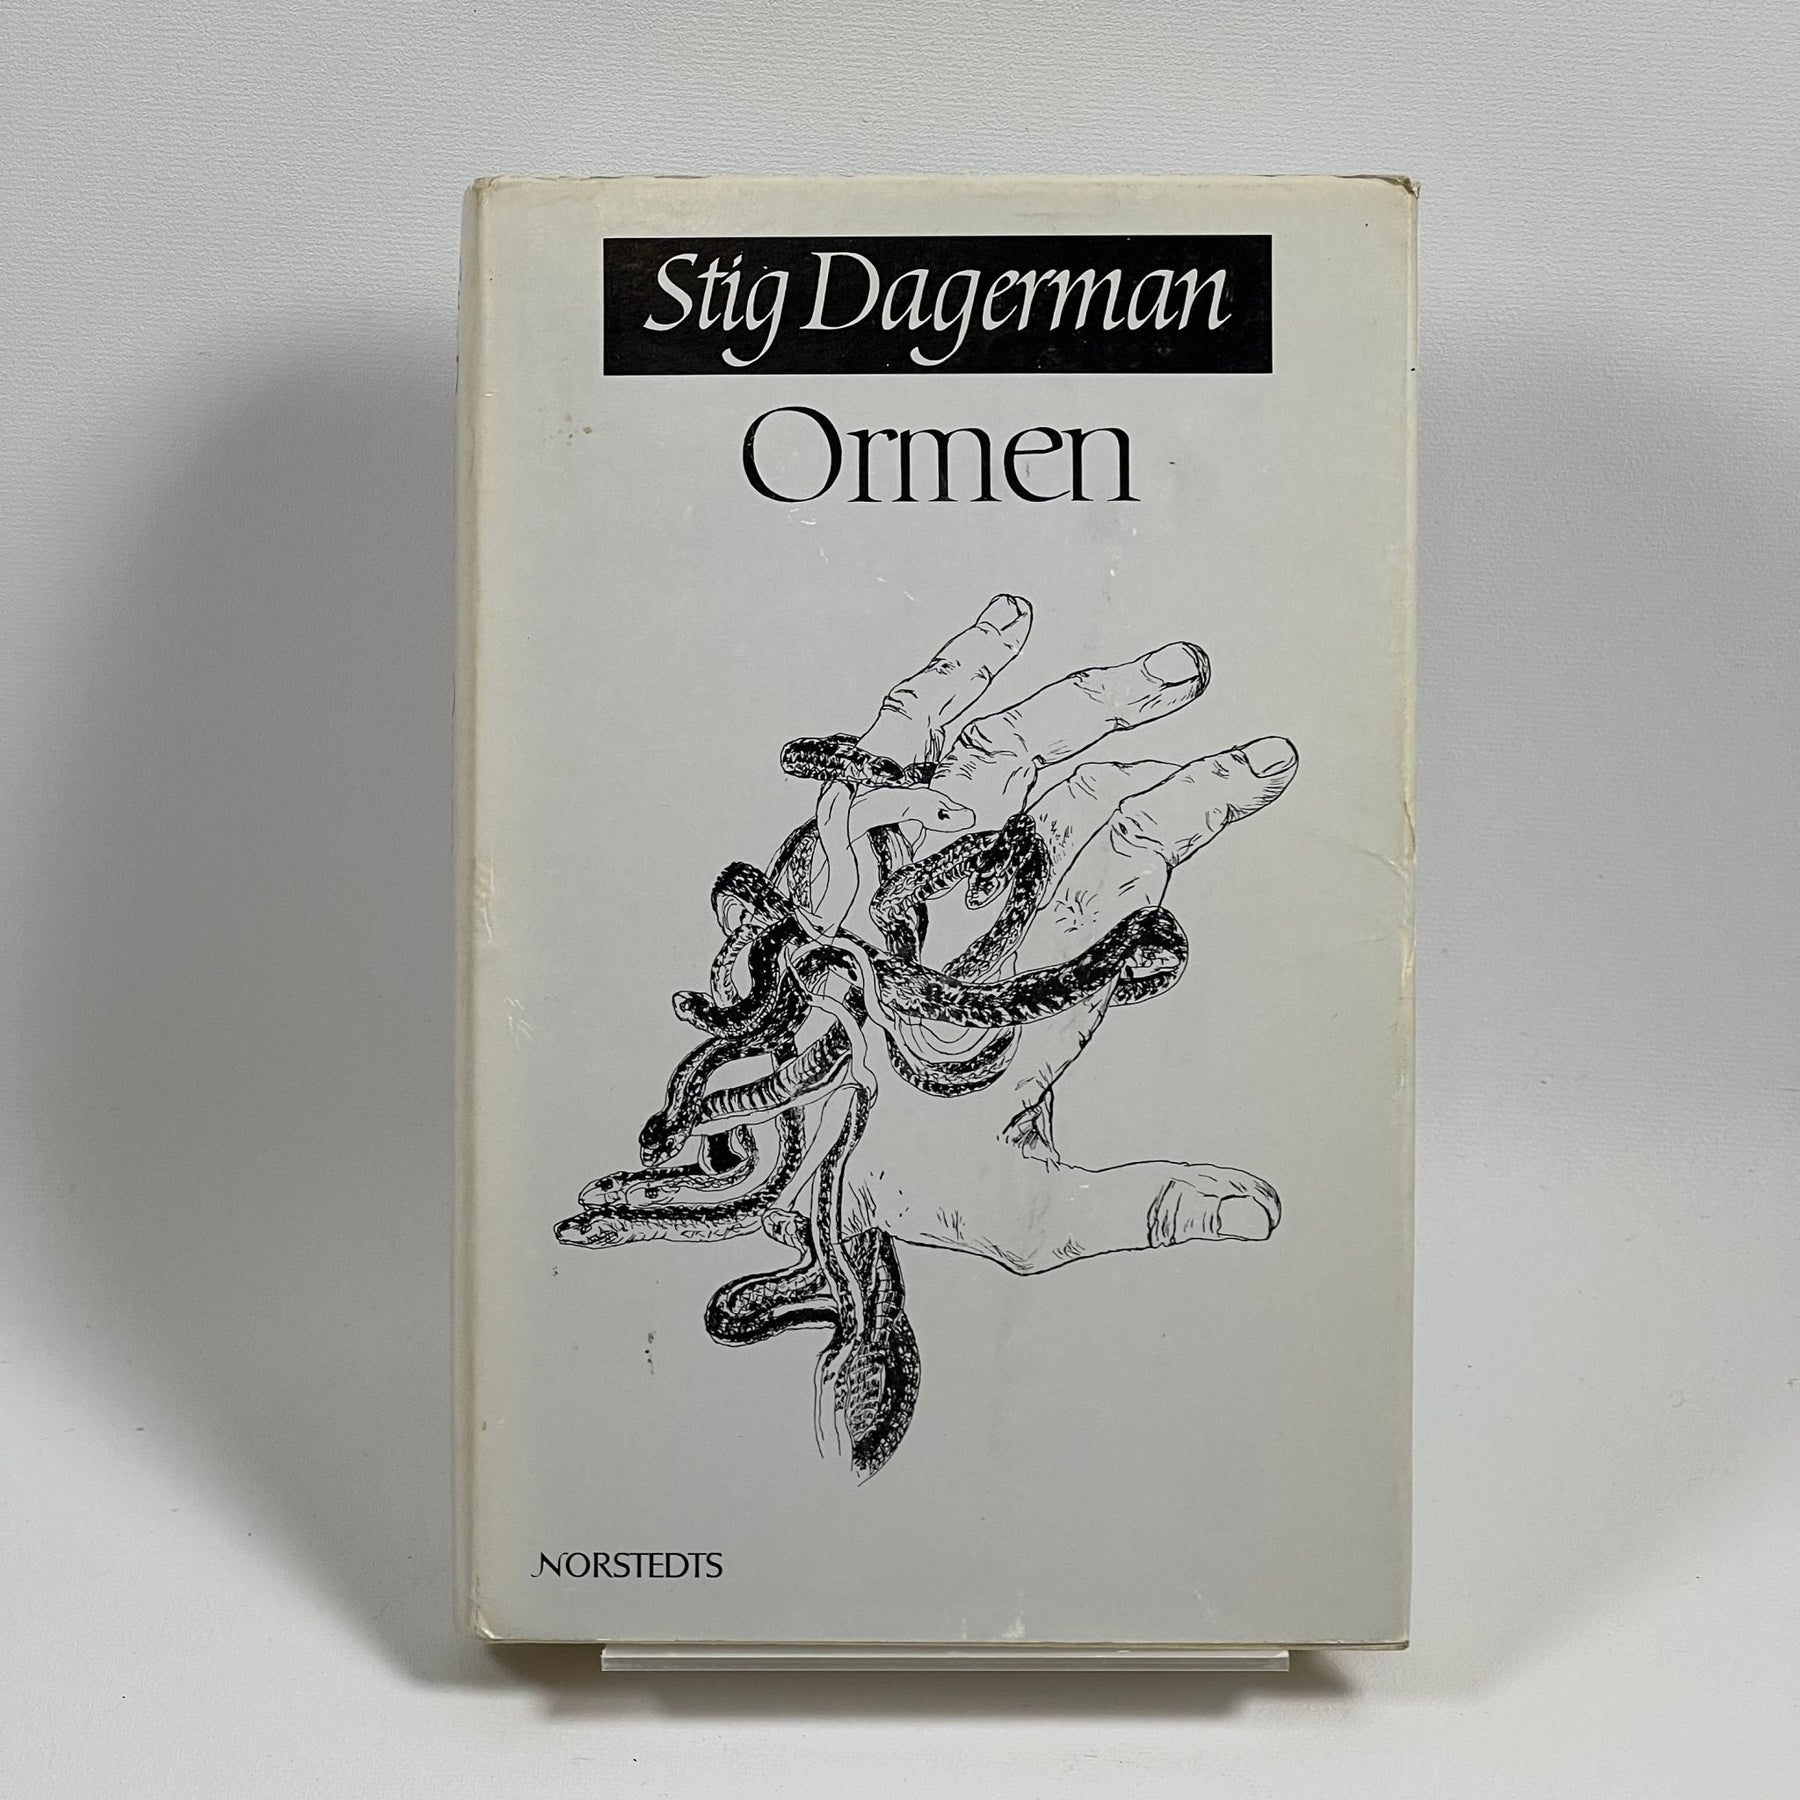 Stig Dagerman
Ormen
NORSTEDTS